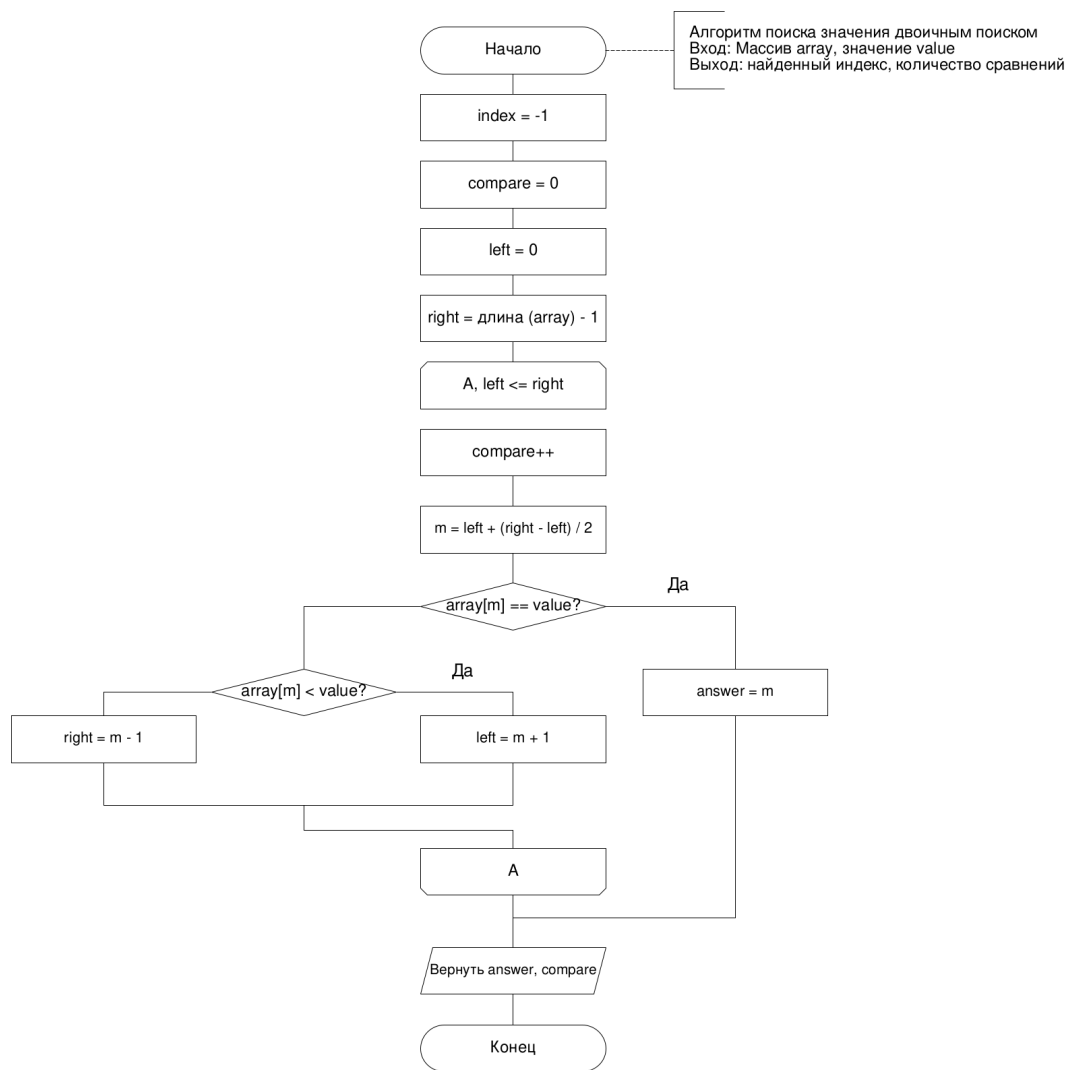 Начало
Алгоритм поиска значения двоичным поиском
Вход: Массив array, значение value
Выход: найденный индекс, количество сравнений
index = -1
compare = 0
left = 0
right = длина (array) - 1
A, left <= right
compare++
m = left + (right - left) / 2
Да
array[m] == value?
Да
array[m] < value?
answer = m
right = m - 1
left = m + 1
A
Вернуть answer, compare
Конец